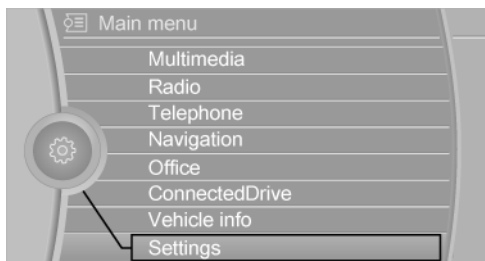 Main menu
Multimedia
Radio
Telephone
Navigation
Office
ConnectedDrive
Vehicle info
Settings